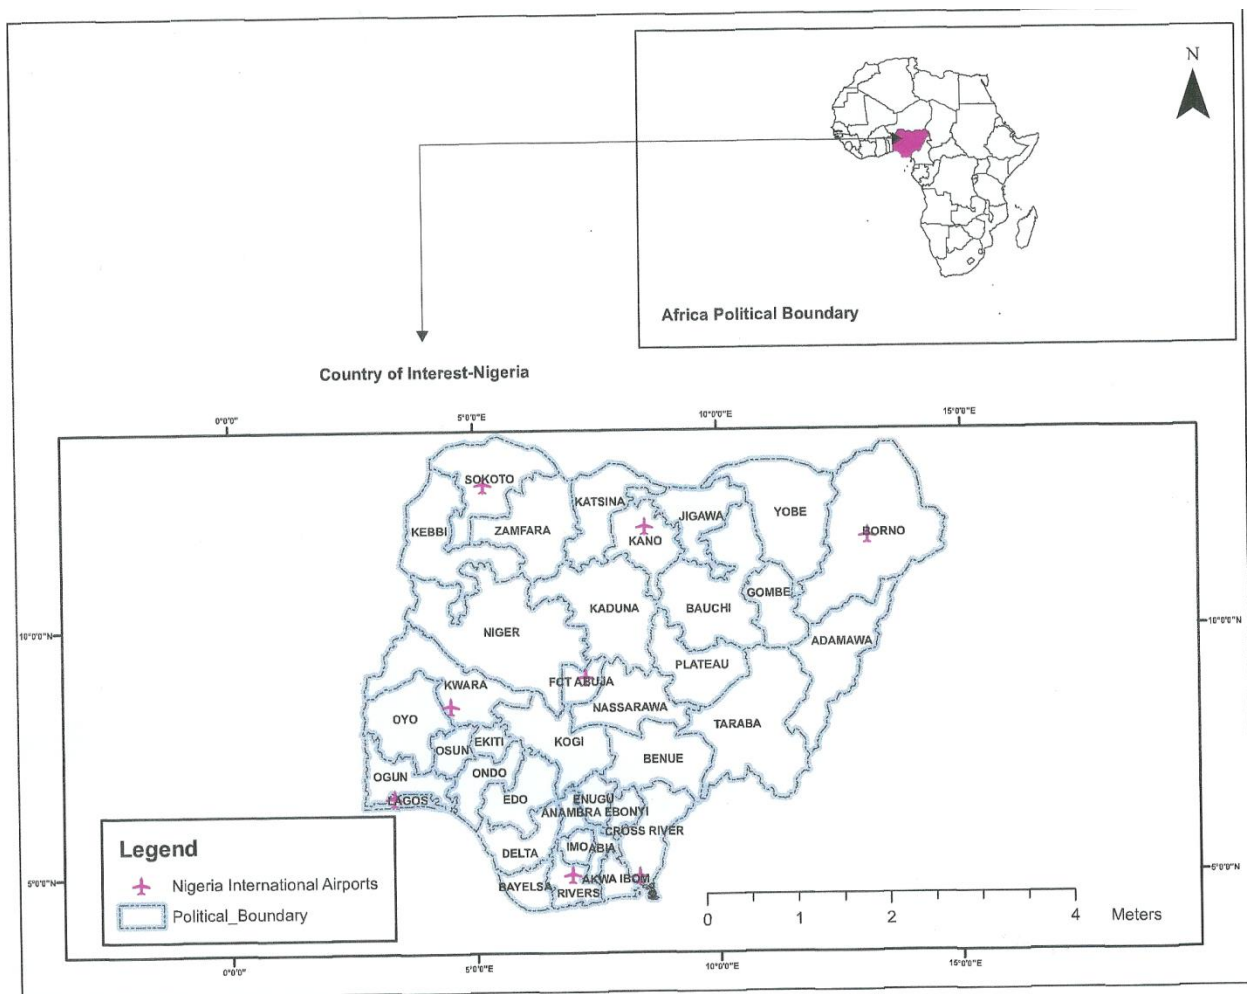 N
Africa Political Boundary
Country of Interest-Nigeria
0°0'0"
5°0'0"E
10°0'0"E
15°0'0"E
SOKOTO
KATSINA
JIGAWA
YOBE
BORNO
KEBBI
ZAMFARA
KANO
GOMBE
KADUNA
BAUCHI
NIGER
ADAMAWA
10°0'0"N
10°0'0"N
PLATEAU
FCT ABUJA
KWARA
NASSARAWA
OYO
TARABA
KOGI
EKITI
OSUN
BENUE
ONDO
OGUN
LAGOS
EDO
ENUGU
ANAMBRA EBONYI
CROSS RIVER
IMO ABIA
DELTA
AKWA IBOM
BAYELSA
RIVERS
5°0'0"N
5°0'0"N
Legend
Nigeria International Airports
Political_Boundary
0 1 2 4 Meters
0°0'0"
5°0'0"E
10°0'0"E
15°0'0"E